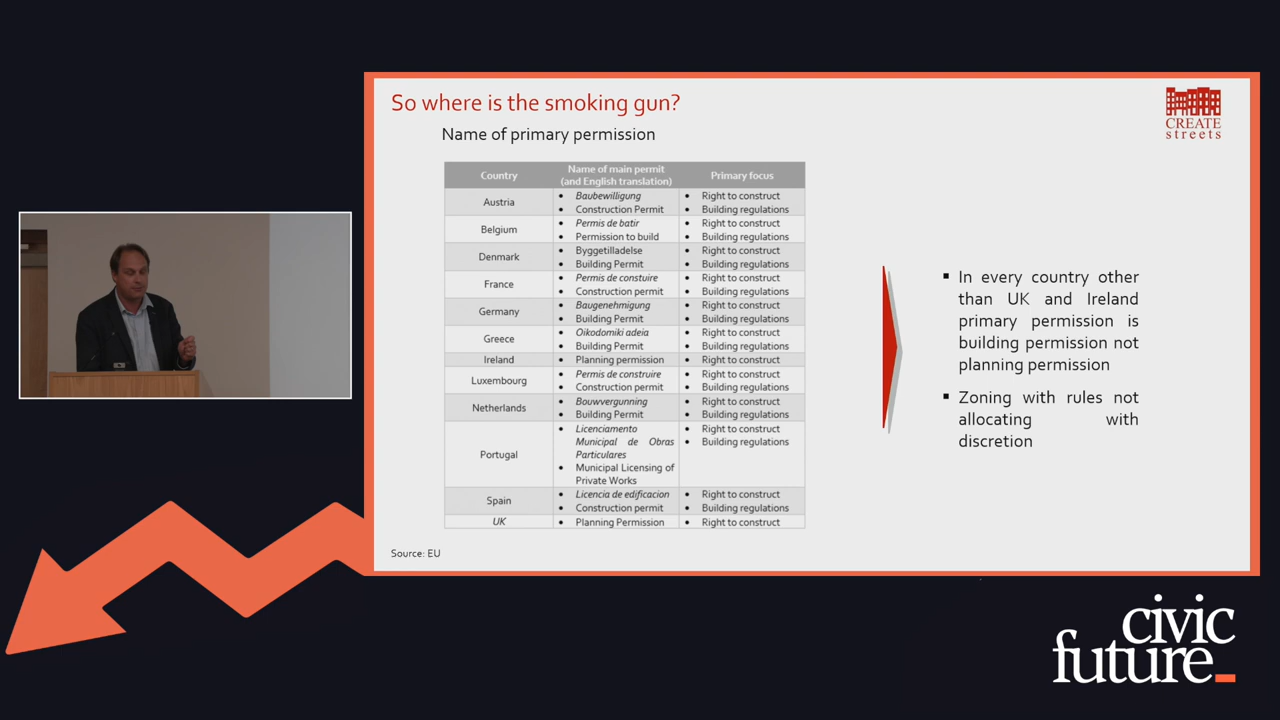 So where is the smoking gun?
CREATE
streets
Name of primary permission
Country
Name of main permit
(and English translation)
Primary focus
Austria
• Baubewilligung
• Construction Permit
• Right to construct
• Building regulations
Belgium
• Permis de batir
• Permission to build
• Right to construct
• Building regulations
Denmark
• Byggetilladelse
• Building Permit
• Right to construct
• Building regulations
France
• Permis de constuire
• Construction permit
• Right to construct
• Building regulations
Germany
• Baugenehmigung
• Building Permit
• Right to construct
• Building regulations
Greece
• Oikodomiki adeia
• Building Permit
• Right to construct
• Building regulations
Ireland
• Planning permission
• Right to construct
Luxembourg
• Permis de construire
• Construction permit
• Right to construct
• Building regulations
Netherlands
• Bouwvergunning
• Building Permit
• Right to construct
• Building regulations
Portugal
• Licenciamento
Municipal de Obras
Particulares
• Municipal Licensing of
Private Works
• Right to construct
• Building regulations
Spain
• Licencia de edificacion
• Construction permit
• Right to construct
• Building regulations
UK
• Planning Permission
• Right to construct
▪ In every country other
than UK and Ireland
primary permission is
building permission not
planning permission
▪ Zoning with rules not
allocating with
discretion
Source: EU
civic
future_